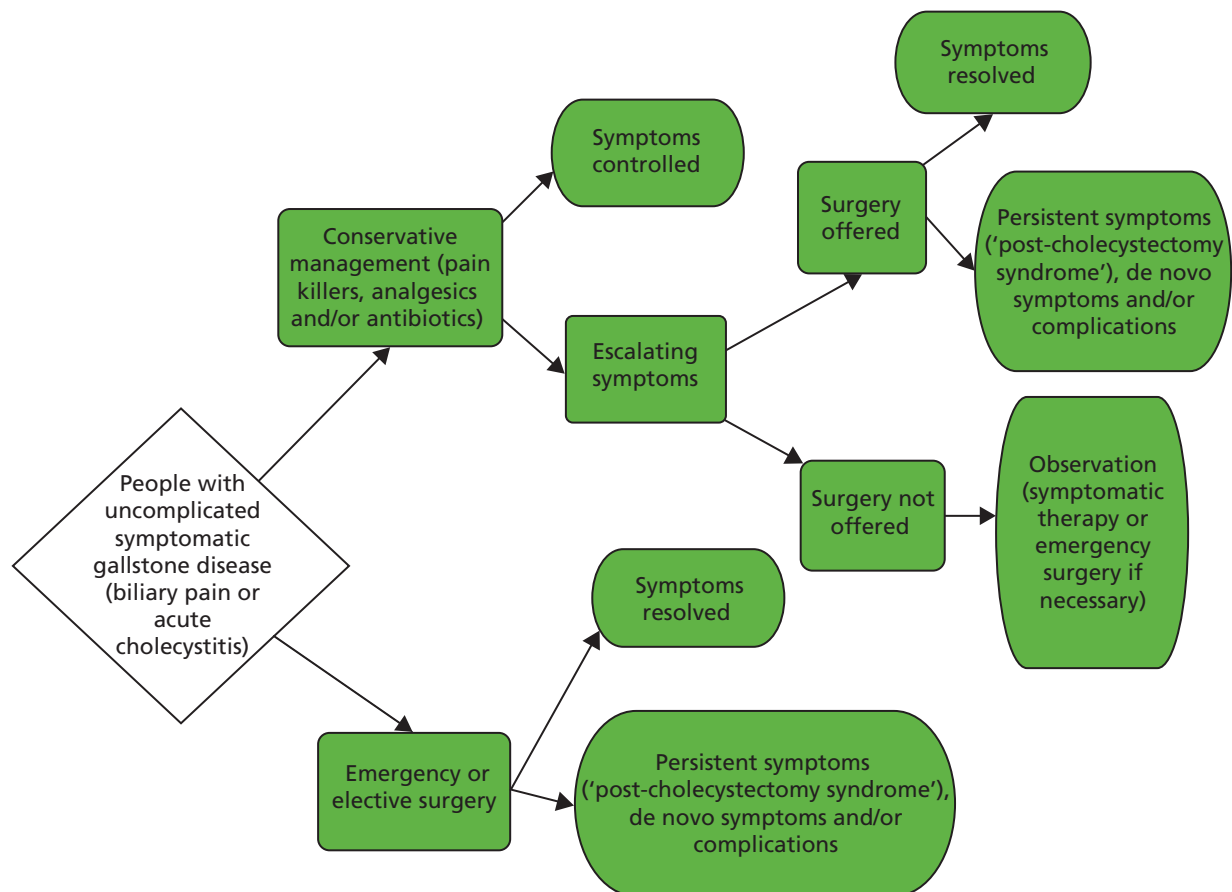 People with
uncomplicated
symptomatic
gallstone disease
(biliary pain or
acute
cholecystitis)
Conservative
management (pain
killers, analgesics
and/or antibiotics)
Symptoms
controlled
Escalating
symptoms
Surgery
offered
Symptoms
resolved
Persistent symptoms
(‘post-cholecystectomy
syndrome’), de novo
symptoms and/or
complications
Surgery not
offered
Observation
(symptomatic
therapy or
emergency
surgery if
necessary)
Emergency or
elective surgery
Symptoms
resolved
Persistent symptoms
(‘post-cholecystectomy syndrome’),
de novo symptoms and/or
complications